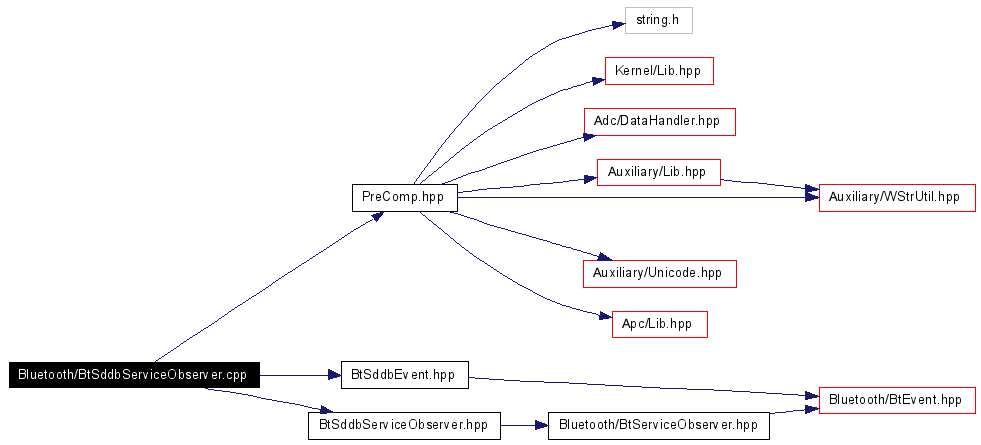 string.h
Kernel/Lib.hpp
Adc/DataHandler.hpp
Auxiliary/Lib.hpp
PreComp.hpp
Auxiliary/WStrUtil.hpp
Auxiliary/Unicode.hpp
Apc/Lib.hpp
Bluetooth/BtSddbServiceObserver.cpp
BtSddbEvent.hpp
Bluetooth/BtEvent.hpp
BtSddbServiceObserver.hpp
Bluetooth/BtServiceObserver.hpp